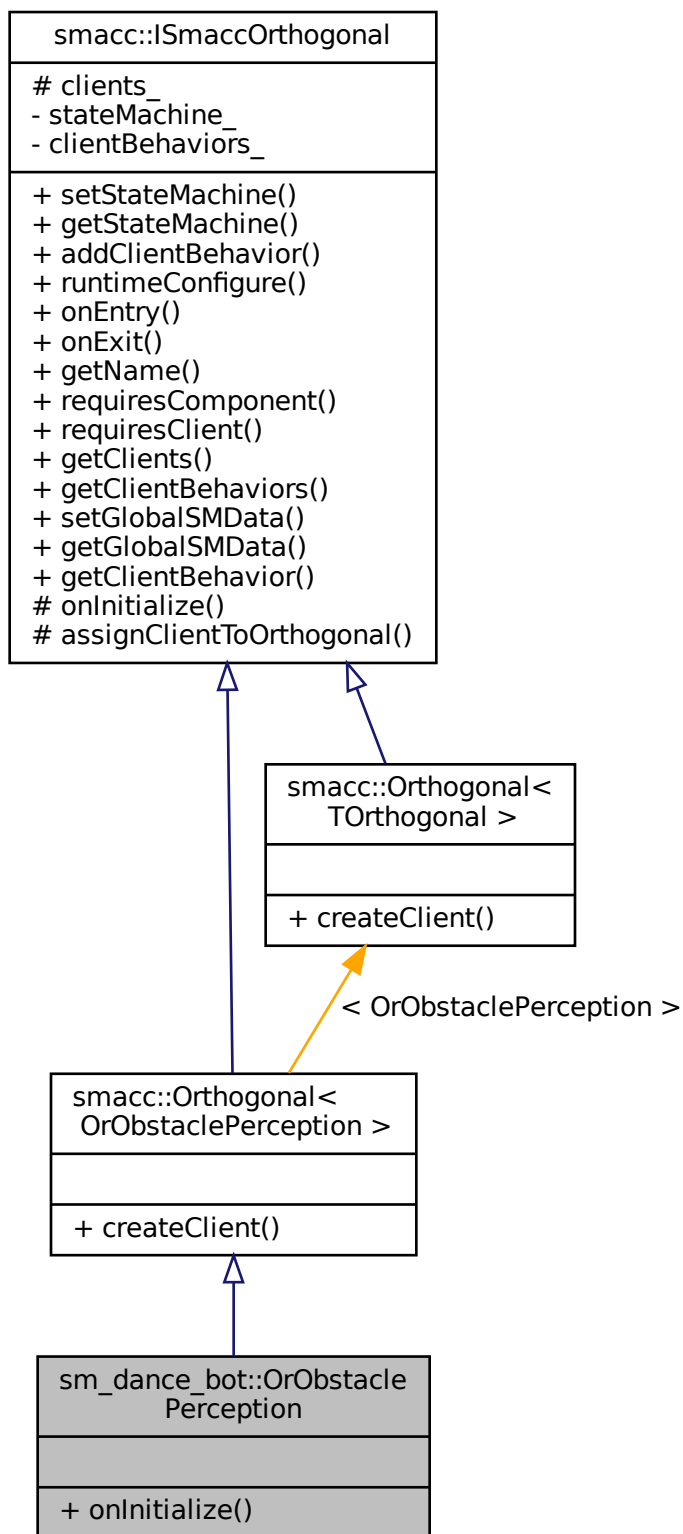 smacc::ISmaccOrthogonal
# clients_
- stateMachine_
- clientBehaviors_
+ setStateMachine()
+ getStateMachine()
+ addClientBehavior()
+ runtimeConfigure()
+ onEntry()
+ onExit()
+ getName()
+ requiresComponent()
+ requiresClient()
+ getClients()
+ getClientBehaviors()
+ setGlobalSMData()
+ getGlobalSMData()
+ getClientBehavior()
# onInitialize()
# assignClientToOrthogonal()
smacc::Orthogonal<
TOrthogonal >
+ createClient()
< OrObstaclePerception >
smacc::Orthogonal<
OrObstaclePerception >
+ createClient()
sm_dance_bot::OrObstacle
Perception
+ onInitialize()